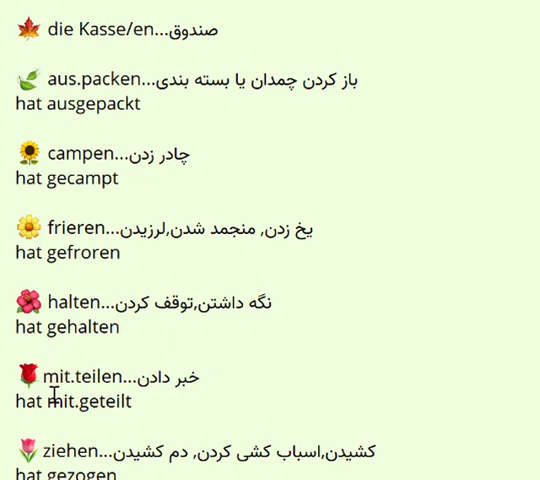 die Kasse/en...صندوق
aus.packen...باز کردن چمدان یا بسته بندی
hat ausgepackt
campen...چادر زدن
hat gecampt
frieren...یخ زدن, منجمد شدن,لرزیدن
hat gefroren
halten...نگه داشتن,توقف کردن
hat gehalten
mit.teilen...خبر دادن
hat mit.geteilt
ziehen...کشیدن,اسباب کشی کردن, دم کشیدن
hat gezogen